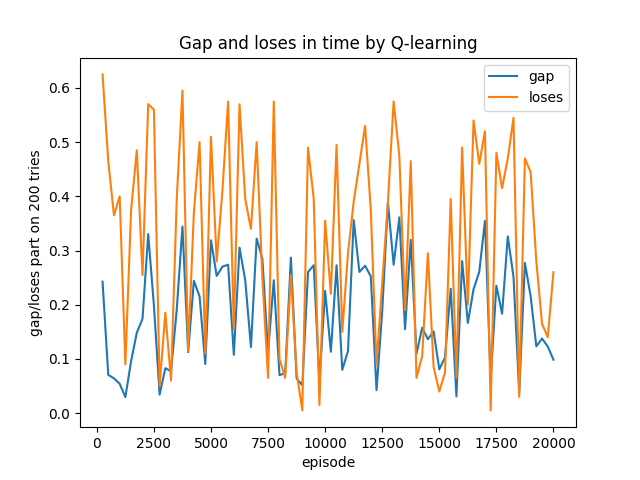 Gap and loses in time by Q-learning
gap
loses
gap/loses part on 200 tries
0.6
0.5
0.4
0.3
0.2
0.1
0.0
0 2500 5000 7500 10000 12500 15000 17500 20000
episode